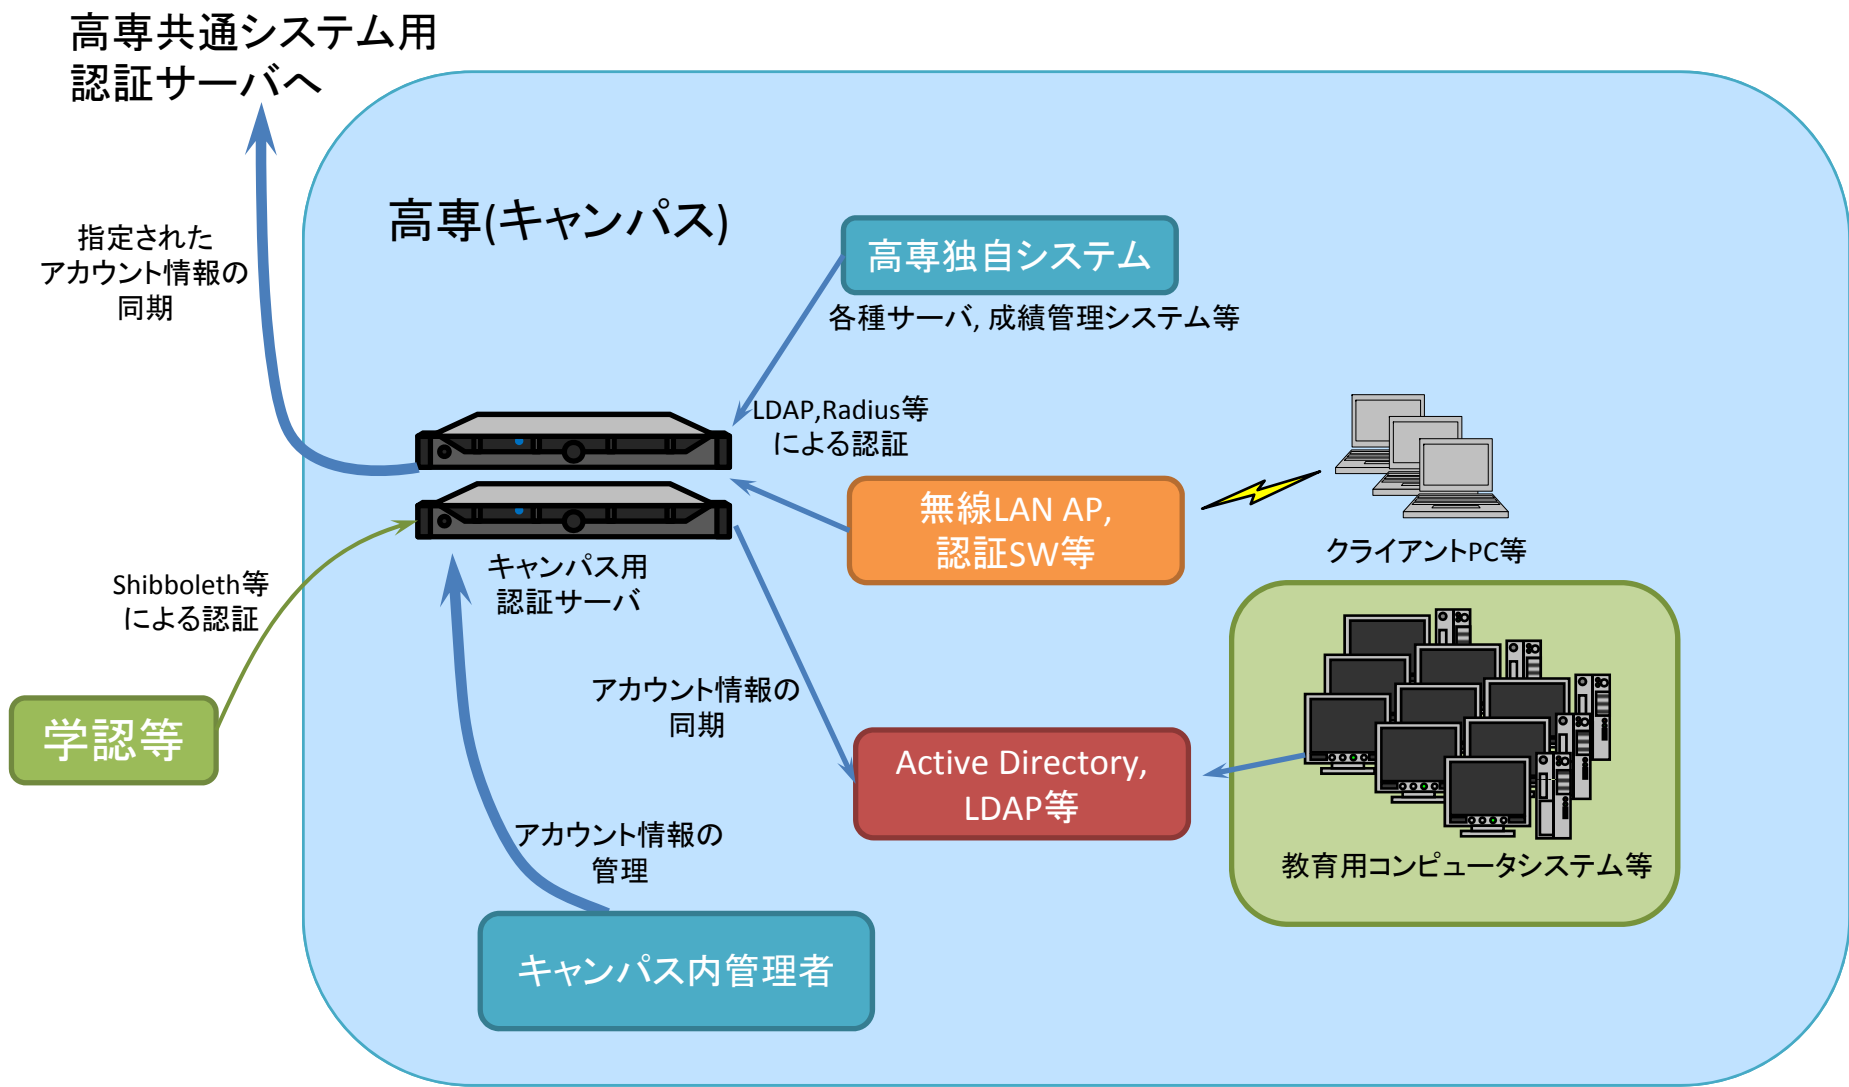 高専共通システム用
認証サーバへ
指定された
アカウント情報の
同期
高専(キャンパス)
高専独自システム
各種サーバ, 成績管理システム等
LDAP,Radius等
による認証
無線LAN AP,
認証SW等
クライアントPC等
キャンパス用
認証サーバ
Shibboleth等
による認証
学認等
アカウント情報の
同期
Active Directory,
LDAP等
教育用コンピュータシステム等
アカウント情報の
管理
キャンパス内管理者